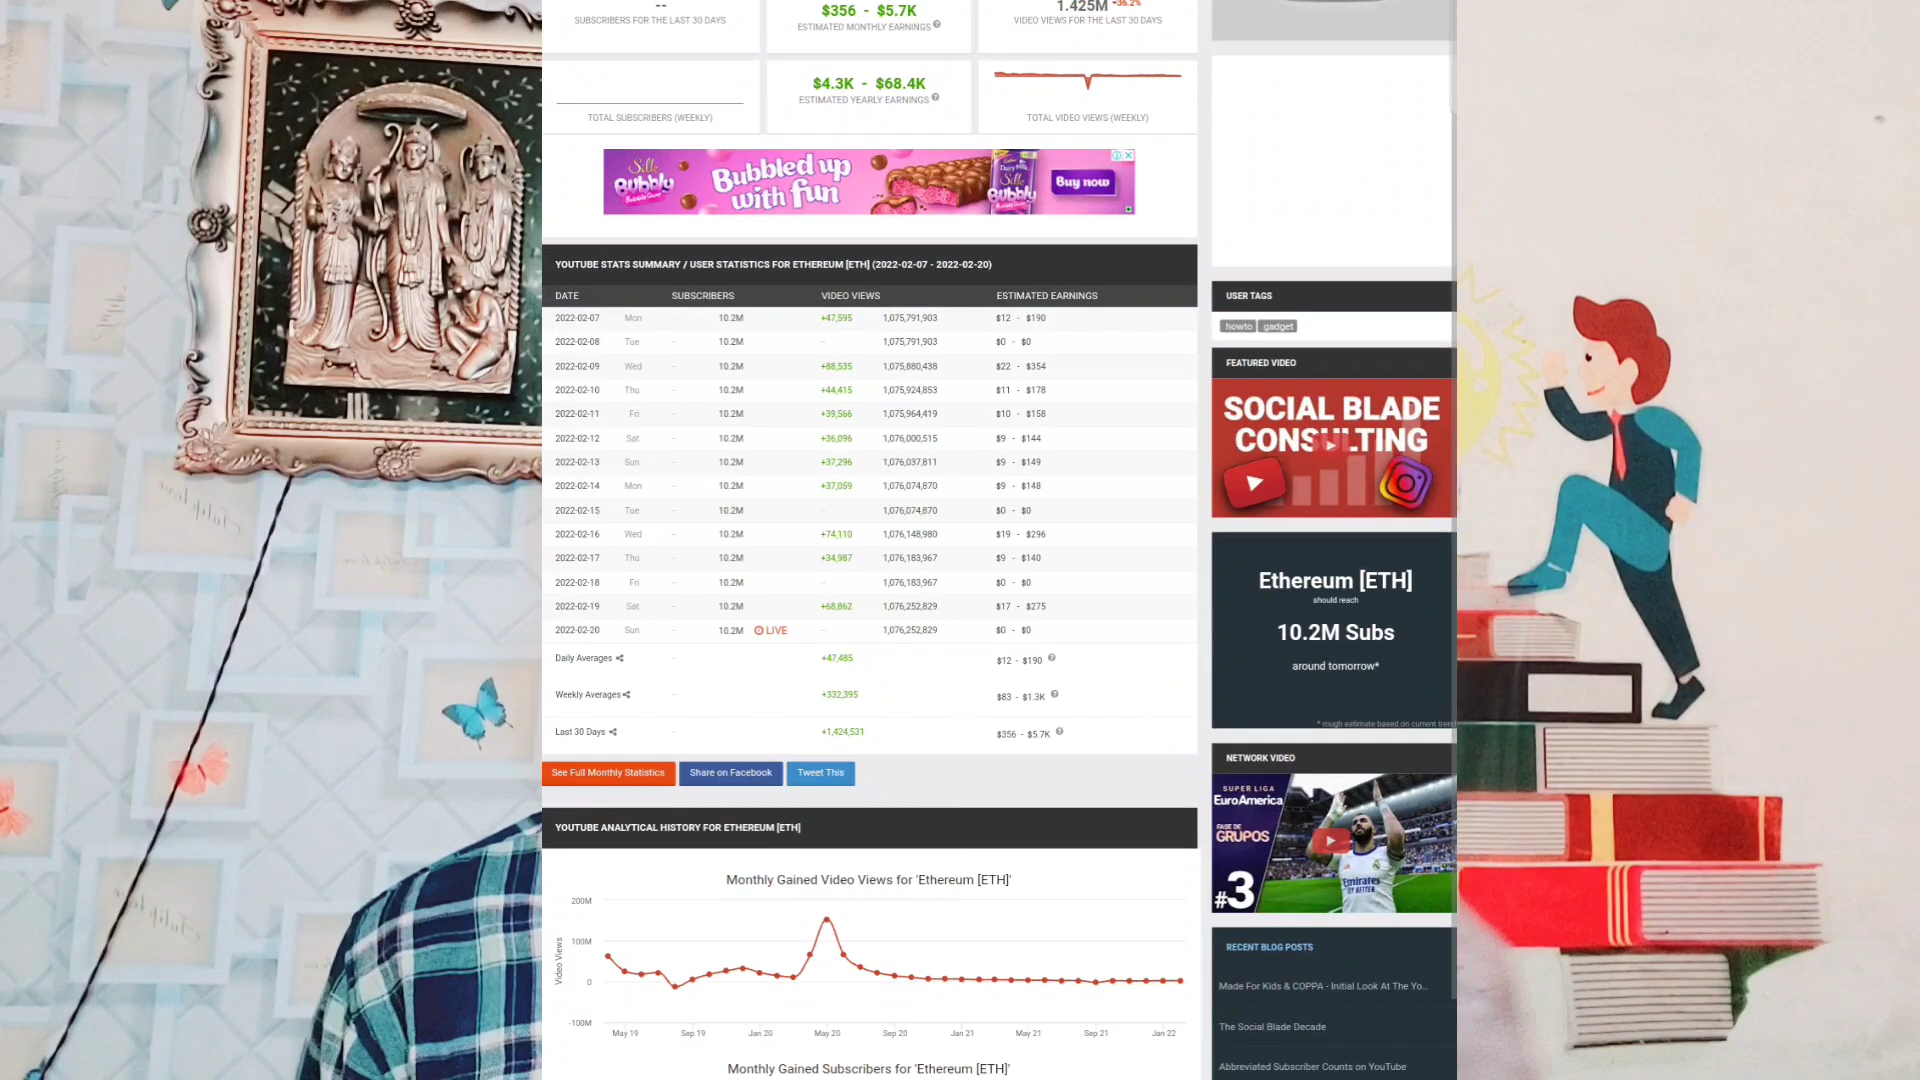 --
SUBSCRIBERS FOR THE LAST 30 DAYS
$356 - $5.7K
ESTIMATED MONTHLY EARNINGS
1.425M -36.2%
VIDEO VIEWS FOR THE LAST 30 DAYS
TOTAL SUBSCRIBERS (WEEKLY)
$4.3K - $68.4K
ESTIMATED YEARLY EARNINGS
TOTAL VIDEO VIEWS (WEEKLY)
Silk
Bubbly
Bubbled up
with fun
Dairy Milk
Silk
Bubbly
Buy now
YOUTUBE STATS SUMMARY / USER STATISTICS FOR ETHEREUM [ETH] (2022-02-07 - 2022-02-20)
DATE SUBSCRIBERS VIDEO VIEWS ESTIMATED EARNINGS
2022-02-07 Mon -- 10.2M +47,595 1,075,791,903 $12 - $190
2022-02-08 Tue -- 10.2M -- 1,075,791,903 $0 - $0
2022-02-09 Wed -- 10.2M +88,535 1,075,880,438 $22 - $354
2022-02-10 Thu -- 10.2M +44,415 1,075,924,853 $11 - $178
2022-02-11 Fri -- 10.2M +39,566 1,075,964,419 $10 - $158
2022-02-12 Sat -- 10.2M +36,096 1,076,000,515 $9 - $144
2022-02-13 Sun -- 10.2M +37,296 1,076,037,811 $9 - $149
2022-02-14 Mon -- 10.2M +37,059 1,076,074,870 $9 - $148
2022-02-15 Tue -- 10.2M -- 1,076,074,870 $0 - $0
2022-02-16 Wed -- 10.2M +74,110 1,076,148,980 $19 - $296
2022-02-17 Thu -- 10.2M +34,987 1,076,183,967 $9 - $140
2022-02-18 Fri -- 10.2M -- 1,076,183,967 $0 - $0
2022-02-19 Sat -- 10.2M +68,862 1,076,252,829 $17 - $275
2022-02-20 Sun -- 10.2M LIVE -- 1,076,252,829 $0 - $0
Daily Averages -- +47,485 $12 - $190
Weekly Averages -- +332,395 $83 - $1.3K
Last 30 Days -- +1,424,531 $356 - $5.7K
See Full Monthly Statistics
Share on Facebook
Tweet This
YOUTUBE ANALYTICAL HISTORY FOR ETHEREUM [ETH]
Monthly Gained Video Views for 'Ethereum [ETH]'
200M
100M
0
-100M
Video Views
May 19 Sep 19 Jan 20 May 20 Sep 20 Jan 21 May 21 Sep 21 Jan 22
Monthly Gained Subscribers for 'Ethereum [ETH]'
USER TAGS
howto gadget
FEATURED VIDEO
SOCIAL BLADE
CONSULTING
Ethereum [ETH]
should reach
10.2M Subs
around tomorrow*
* rough estimate based on current tren
NETWORK VIDEO
SUPER LIGA
EuroAmerica
FASE DE
GRUPOS
#3
Emirates
FLY BETTER
RECENT BLOG POSTS
Made For Kids & COPPA - Initial Look At The Yo...
The Social Blade Decade
Abbreviated Subscriber Counts on YouTube